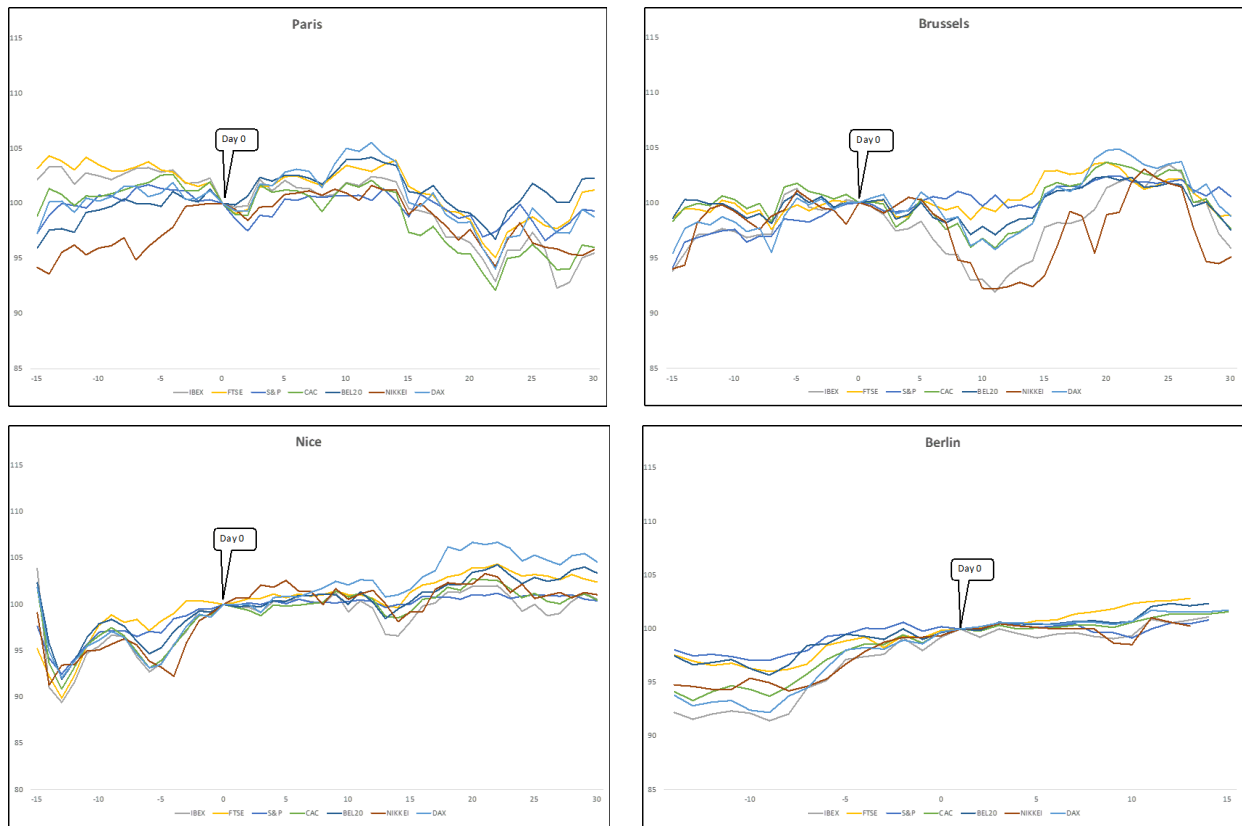 Paris
115
110
105
100
95
90
85
Day 0
-15 -10 -5 0 5 10 15 20 25 30
IBEX FTSE S&P CAC BEL20 NIKKEI DAX
Brussels
115
110
105
100
95
90
85
Day 0
-15 -10 -5 0 5 10 15 20 25 30
IBEX FTSE S&P CAC BEL20 NIKKEI DAX
Nice
115
110
105
100
95
90
85
80
Day 0
-15 -10 -5 0 5 10 15 20 25 30
IBEX FTSE S&P CAC BEL20 NIKKEI DAX
Berlin
115
110
105
100
95
90
85
Day 0
-10 -5 0 5 10 15
IBEX FTSE S&P CAC BEL20 NIKKEI DAX